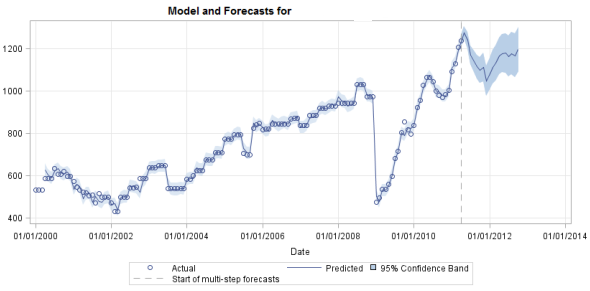 Model and Forecasts for
1200
1000
800
600
400
01/01/2000 01/01/2002 01/01/2004 01/01/2006 01/01/2008 01/01/2010 01/01/2012 01/01/2014
Date
Actual Predicted 95% Confidence Band
Start of multi-step forecasts